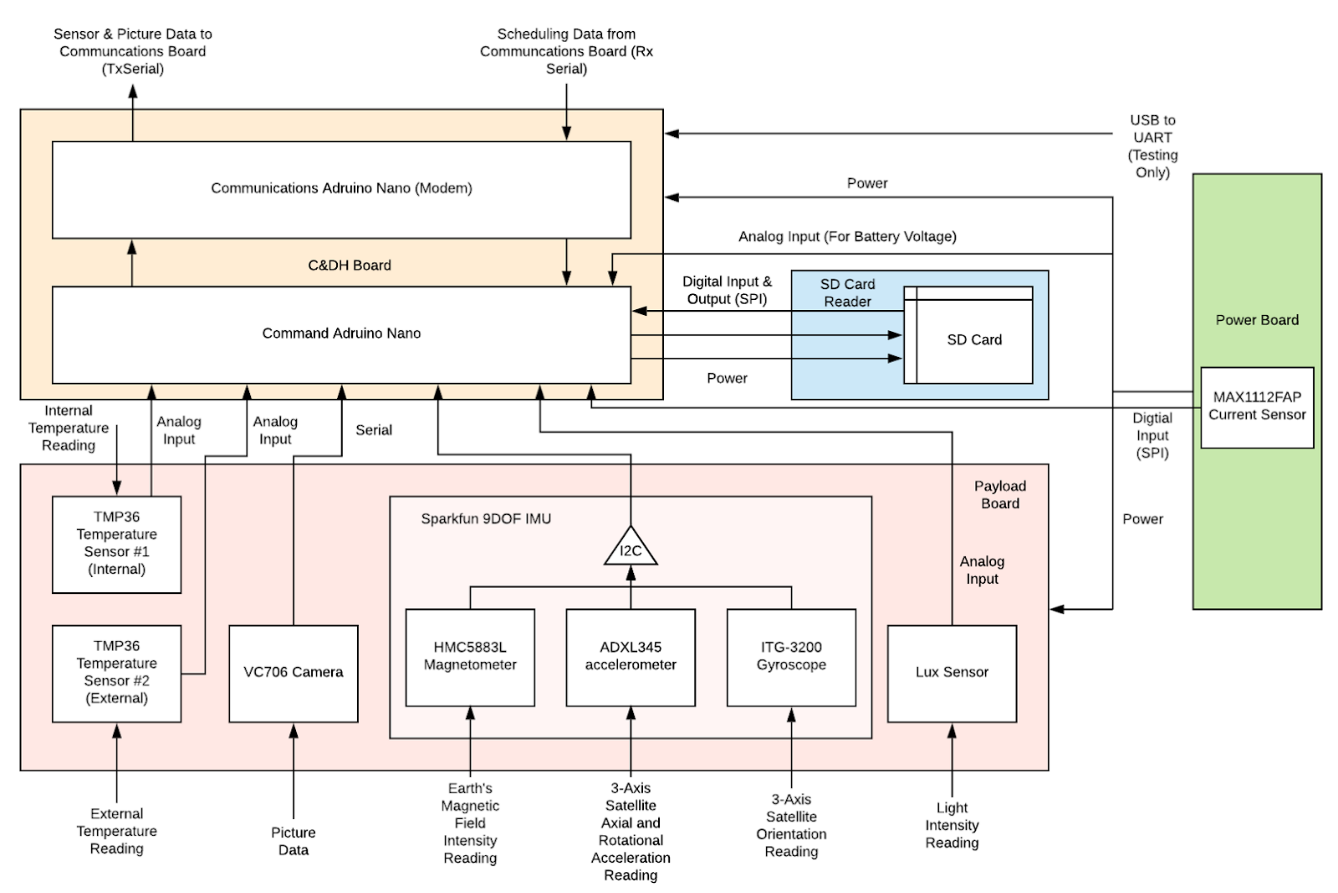 Sensor & Picture Data to
Communcations Board
(TxSerial)
Scheduling Data from
Communcations Board (Rx
Serial)
USB to
UART
(Testing
Only)
Communications Adruino Nano (Modem)
Power
Analog Input (For Battery Voltage)
C&DH Board
Digital Input &
Output (SPI)
SD Card
Reader
Command Adruino Nano
SD Card
Power
Power Board
MAX1112FAP
Current Sensor
Digtial
Input
(SPI)
Internal
Temperature
Reading
Analog
Input
Analog
Input
Serial
Payload
Board
Power
TMP36
Temperature
Sensor #1
(Internal)
Sparkfun 9DOF IMU
I2C
Analog
Input
TMP36
Temperature
Sensor #2
(External)
VC706 Camera
HMC5883L
Magnetometer
ADXL345
accelerometer
ITG-3200
Gyroscope
Lux Sensor
External
Temperature
Reading
Picture
Data
Earth's
Magnetic
Field
Intensity
Reading
3-Axis
Satellite
Axial and
Rotational
Acceleration
Reading
3-Axis
Satellite
Orientation
Reading
Light
Intensity
Reading